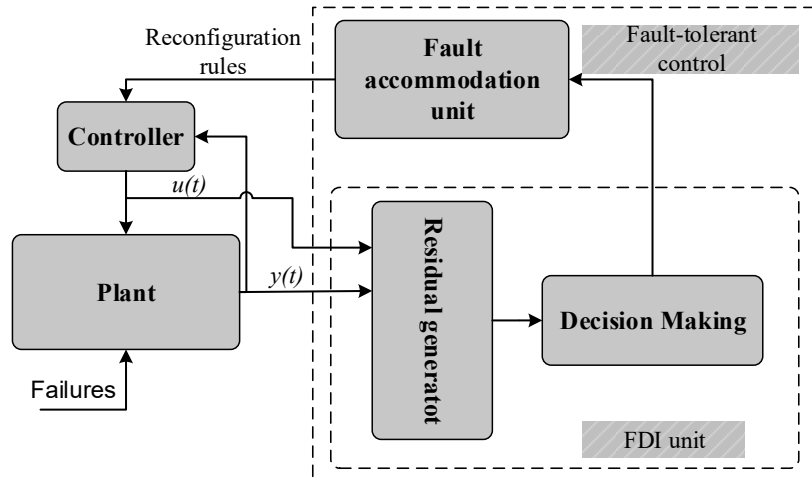 Reconfiguration
rules
Fault
accommodation
unit
Fault-tolerant
control
Controller
u(t)
Plant
y(t)
Residual generatot
Decision Making
Failures
FDI unit